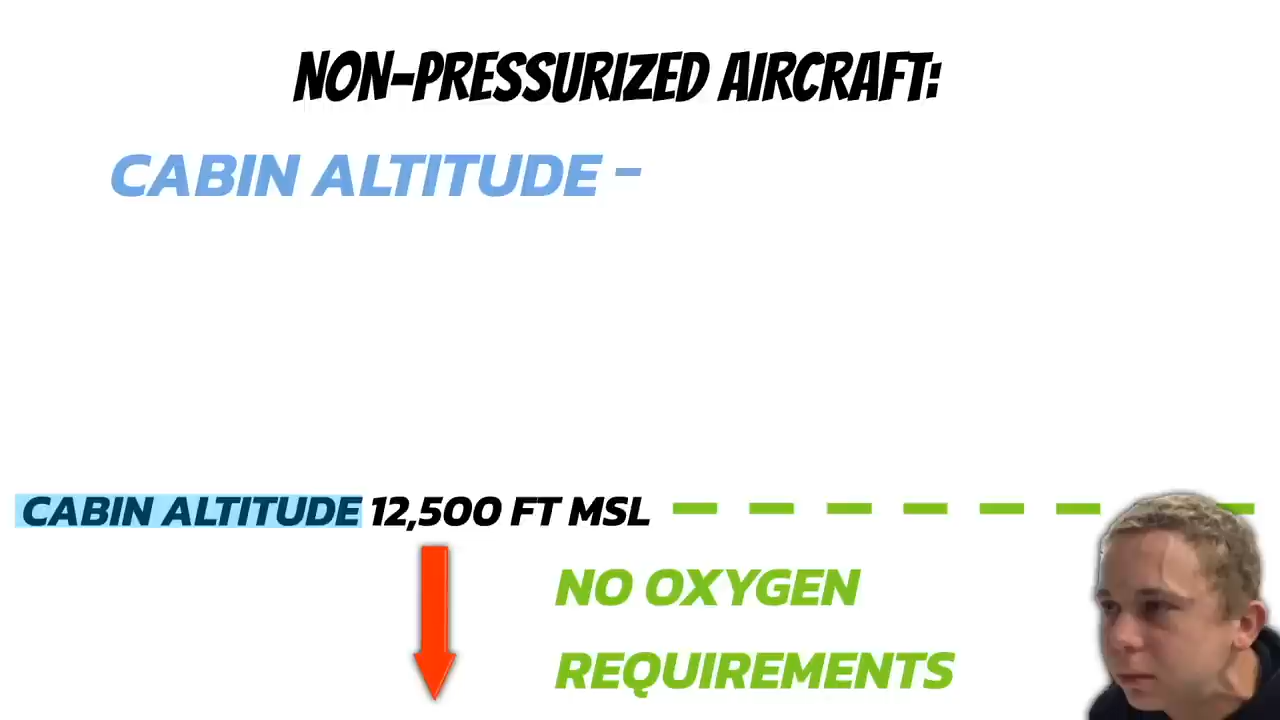 NON-PRESSURIZED AIRCRAFT:
CABIN ALTITUDE -
CABIN ALTITUDE 12,500 FT MSL
NO OXYGEN
REQUIREMENTS